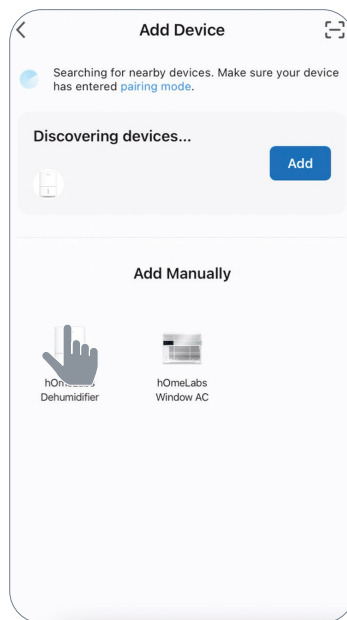 Add Device
Searching for nearby devices. Make sure your device
has entered pairing mode.
Discovering devices...
Add
Add Manually
hOmeLabs
Dehumidifier
hOmeLabs
Window AC